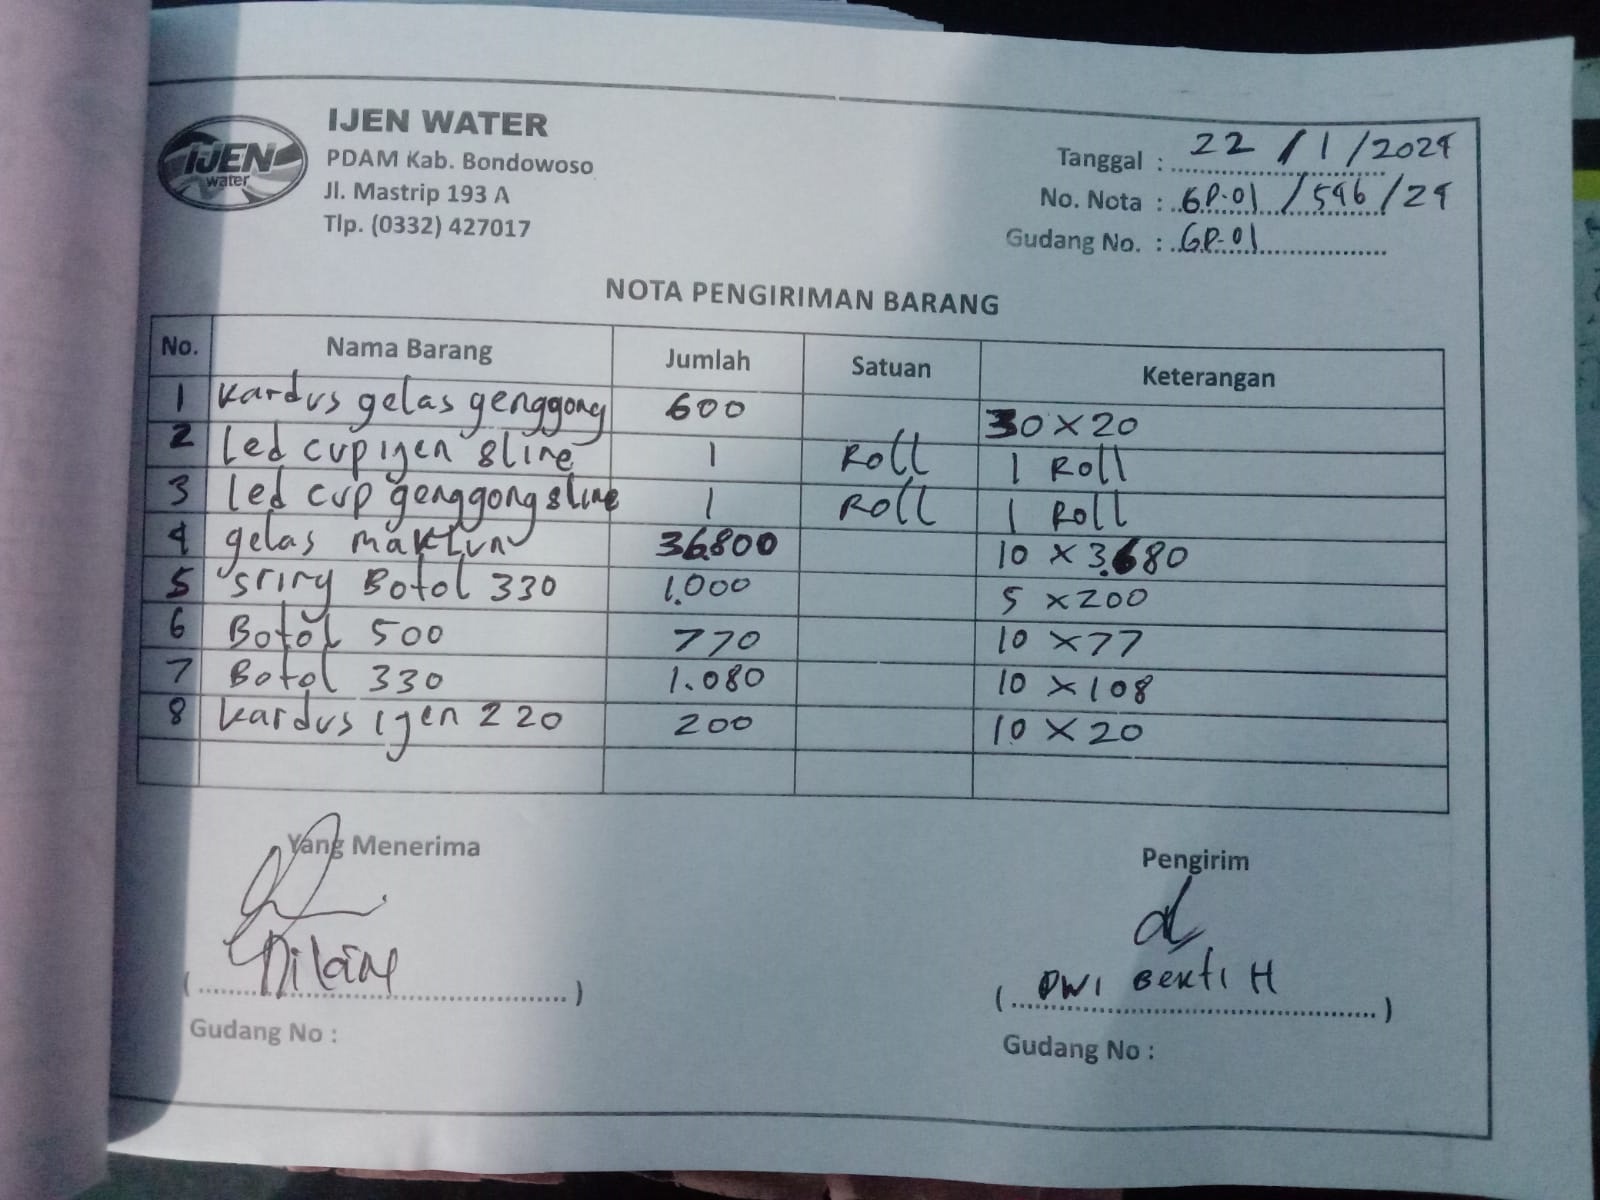 IJEN WATER
PDAM Kab. Bondowoso
Jl. Mastrip 193 A
Tlp. (0332) 427017
IJEN
water
Tanggal : 22 / 1 / 2024
No. Nota : GP-01 / 546 / 24
Gudang No. : GP-01
NOTA PENGIRIMAN BARANG
No. Nama Barang Jumlah Satuan Keterangan
1 kardus gelas genggong 600 30 x 20
2 led cup ijen sline 1 Roll 1 Roll
3 led cup genggong sline 1 Roll 1 Roll
4 gelas maklun 36.800 10 x 3.680
5 sring Botol 330 1.000 5 x 200
6 Botol 500 770 10 x 77
7 Botol 330 1.080 10 x 108
8 kardus ijen 220 200 10 x 20
Yang Menerima Pengirim
( ) ( DWI Bekti H )
Gudang No : Gudang No :